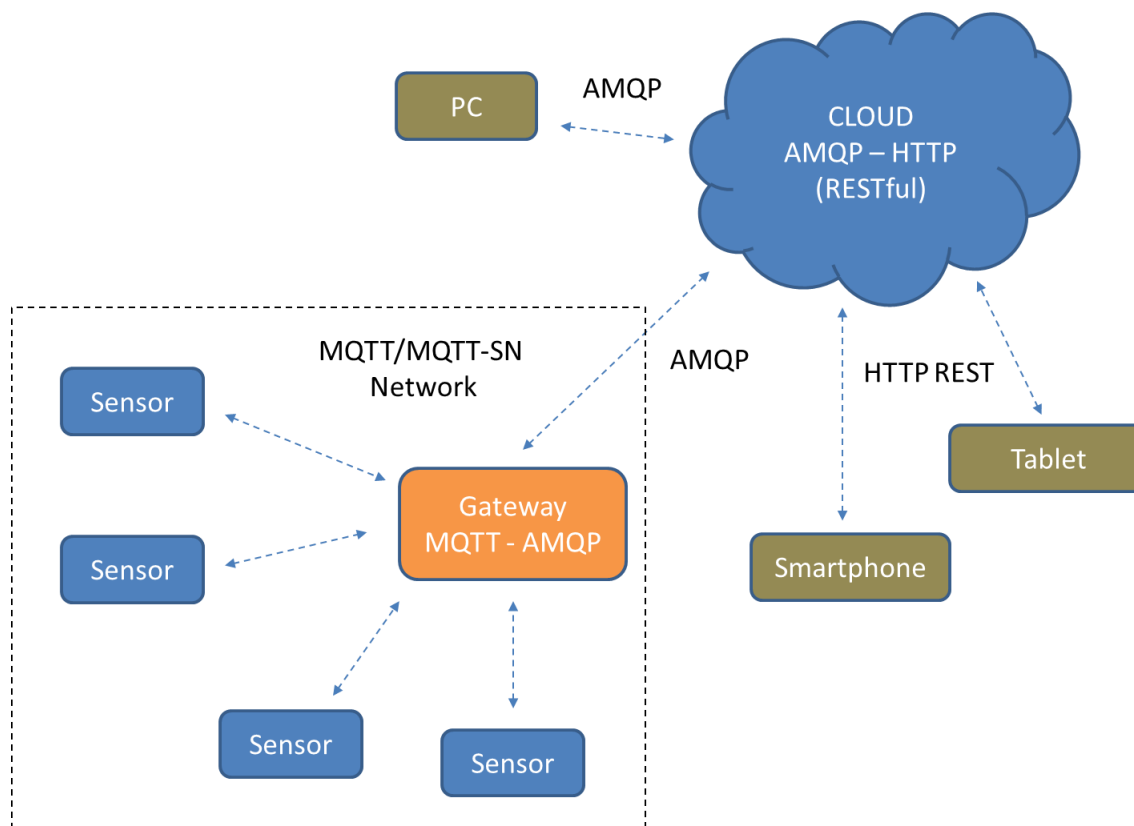 PC
AMQP
CLOUD
AMQP – HTTP
(RESTful)
MQTT/MQTT-SN
Network
AMQP
HTTP REST
Sensor
Tablet
Gateway
MQTT - AMQP
Sensor
Smartphone
Sensor
Sensor